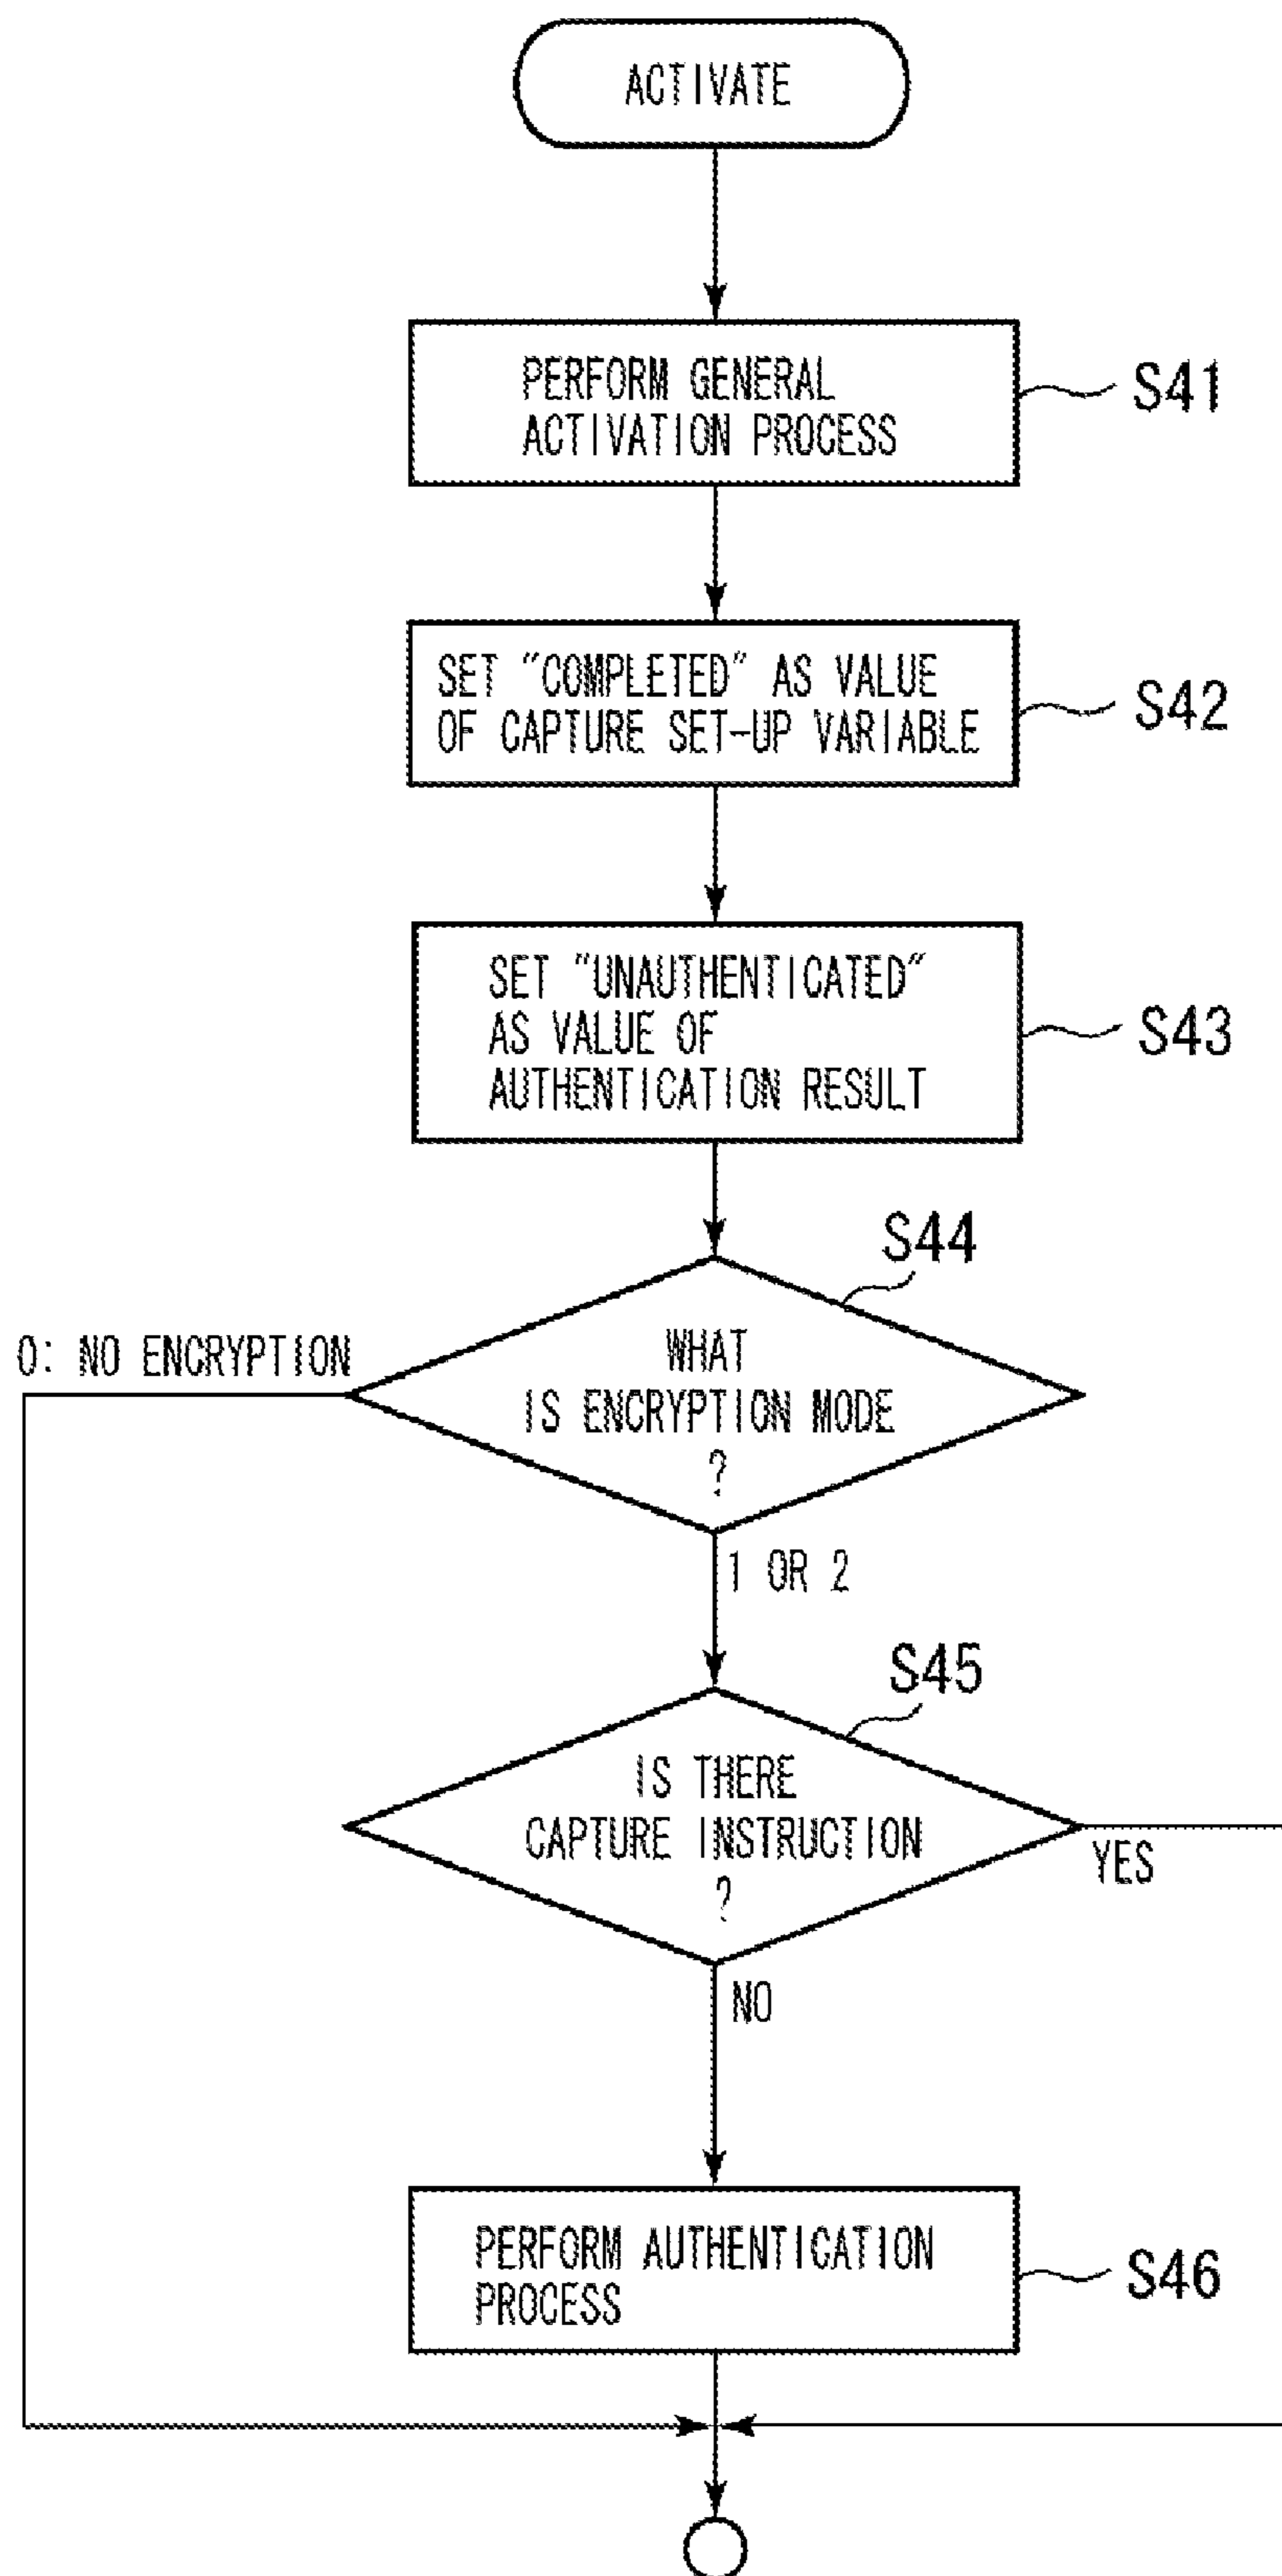 ACTIVATE
PERFORM GENERAL
ACTIVATION PROCESS
S41
SET "COMPLETED" AS VALUE
OF CAPTURE SET-UP VARIABLE
S42
SET "UNAUTHENTICATED"
AS VALUE OF
AUTHENTICATION RESULT
S43
S44
0: NO ENCRYPTION
WHAT
IS ENCRYPTION MODE
?
1 OR 2
S45
IS THERE
CAPTURE INSTRUCTION
?
YES
NO
PERFORM AUTHENTICATION
PROCESS
S46